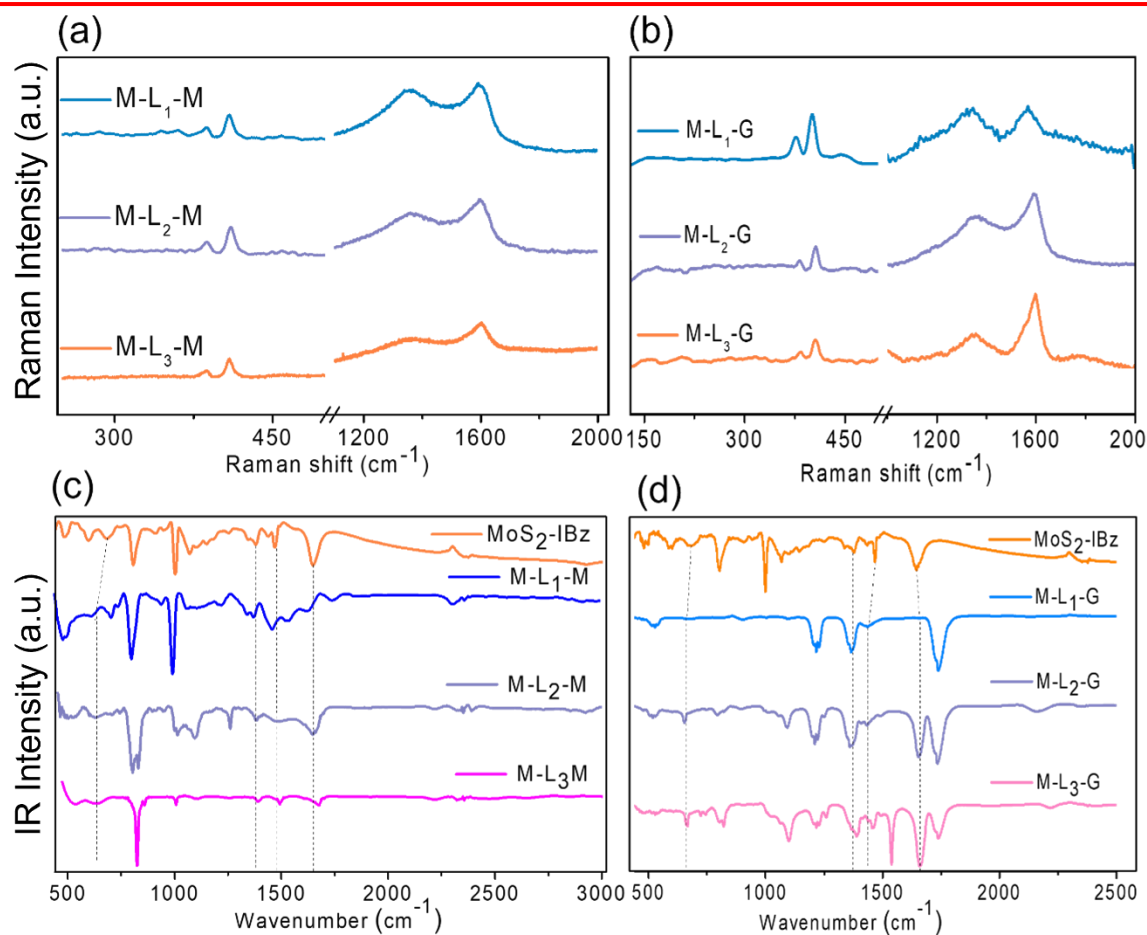 (a)
(b)
Raman Intensity (a.u.)
M-L₁-M
M-L₂-M
M-L₃-M
300 450 1200 1600 2000
Raman shift (cm⁻¹)
M-L₁-G
M-L₂-G
M-L₃-G
150 300 450 1200 1600 200
Raman shift (cm⁻¹)
(c)
(d)
IR Intensity (a.u.)
MoS₂-IBz
M-L₁-M
M-L₂-M
M-L₃M
500 1000 1500 2000 2500 3000
Wavenumber (cm⁻¹)
MoS₂-IBz
M-L₁-G
M-L₂-G
M-L₃-G
500 1000 1500 2000 2500
Wavenumber (cm⁻¹)